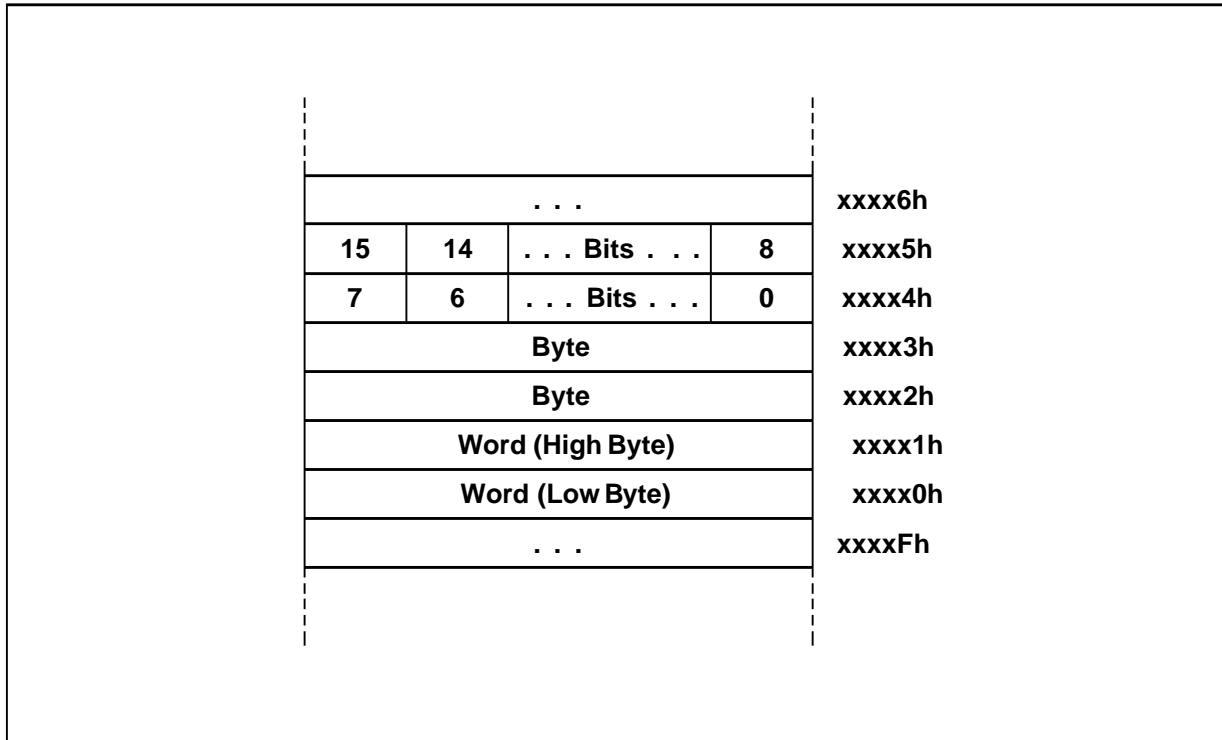 . . . xxxx6h
15 14 . . . Bits . . . 8 xxxx5h
7 6 . . . Bits . . . 0 xxxx4h
Byte xxxx3h
Byte xxxx2h
Word (High Byte) xxxx1h
Word (Low Byte) xxxx0h
. . . xxxxFh